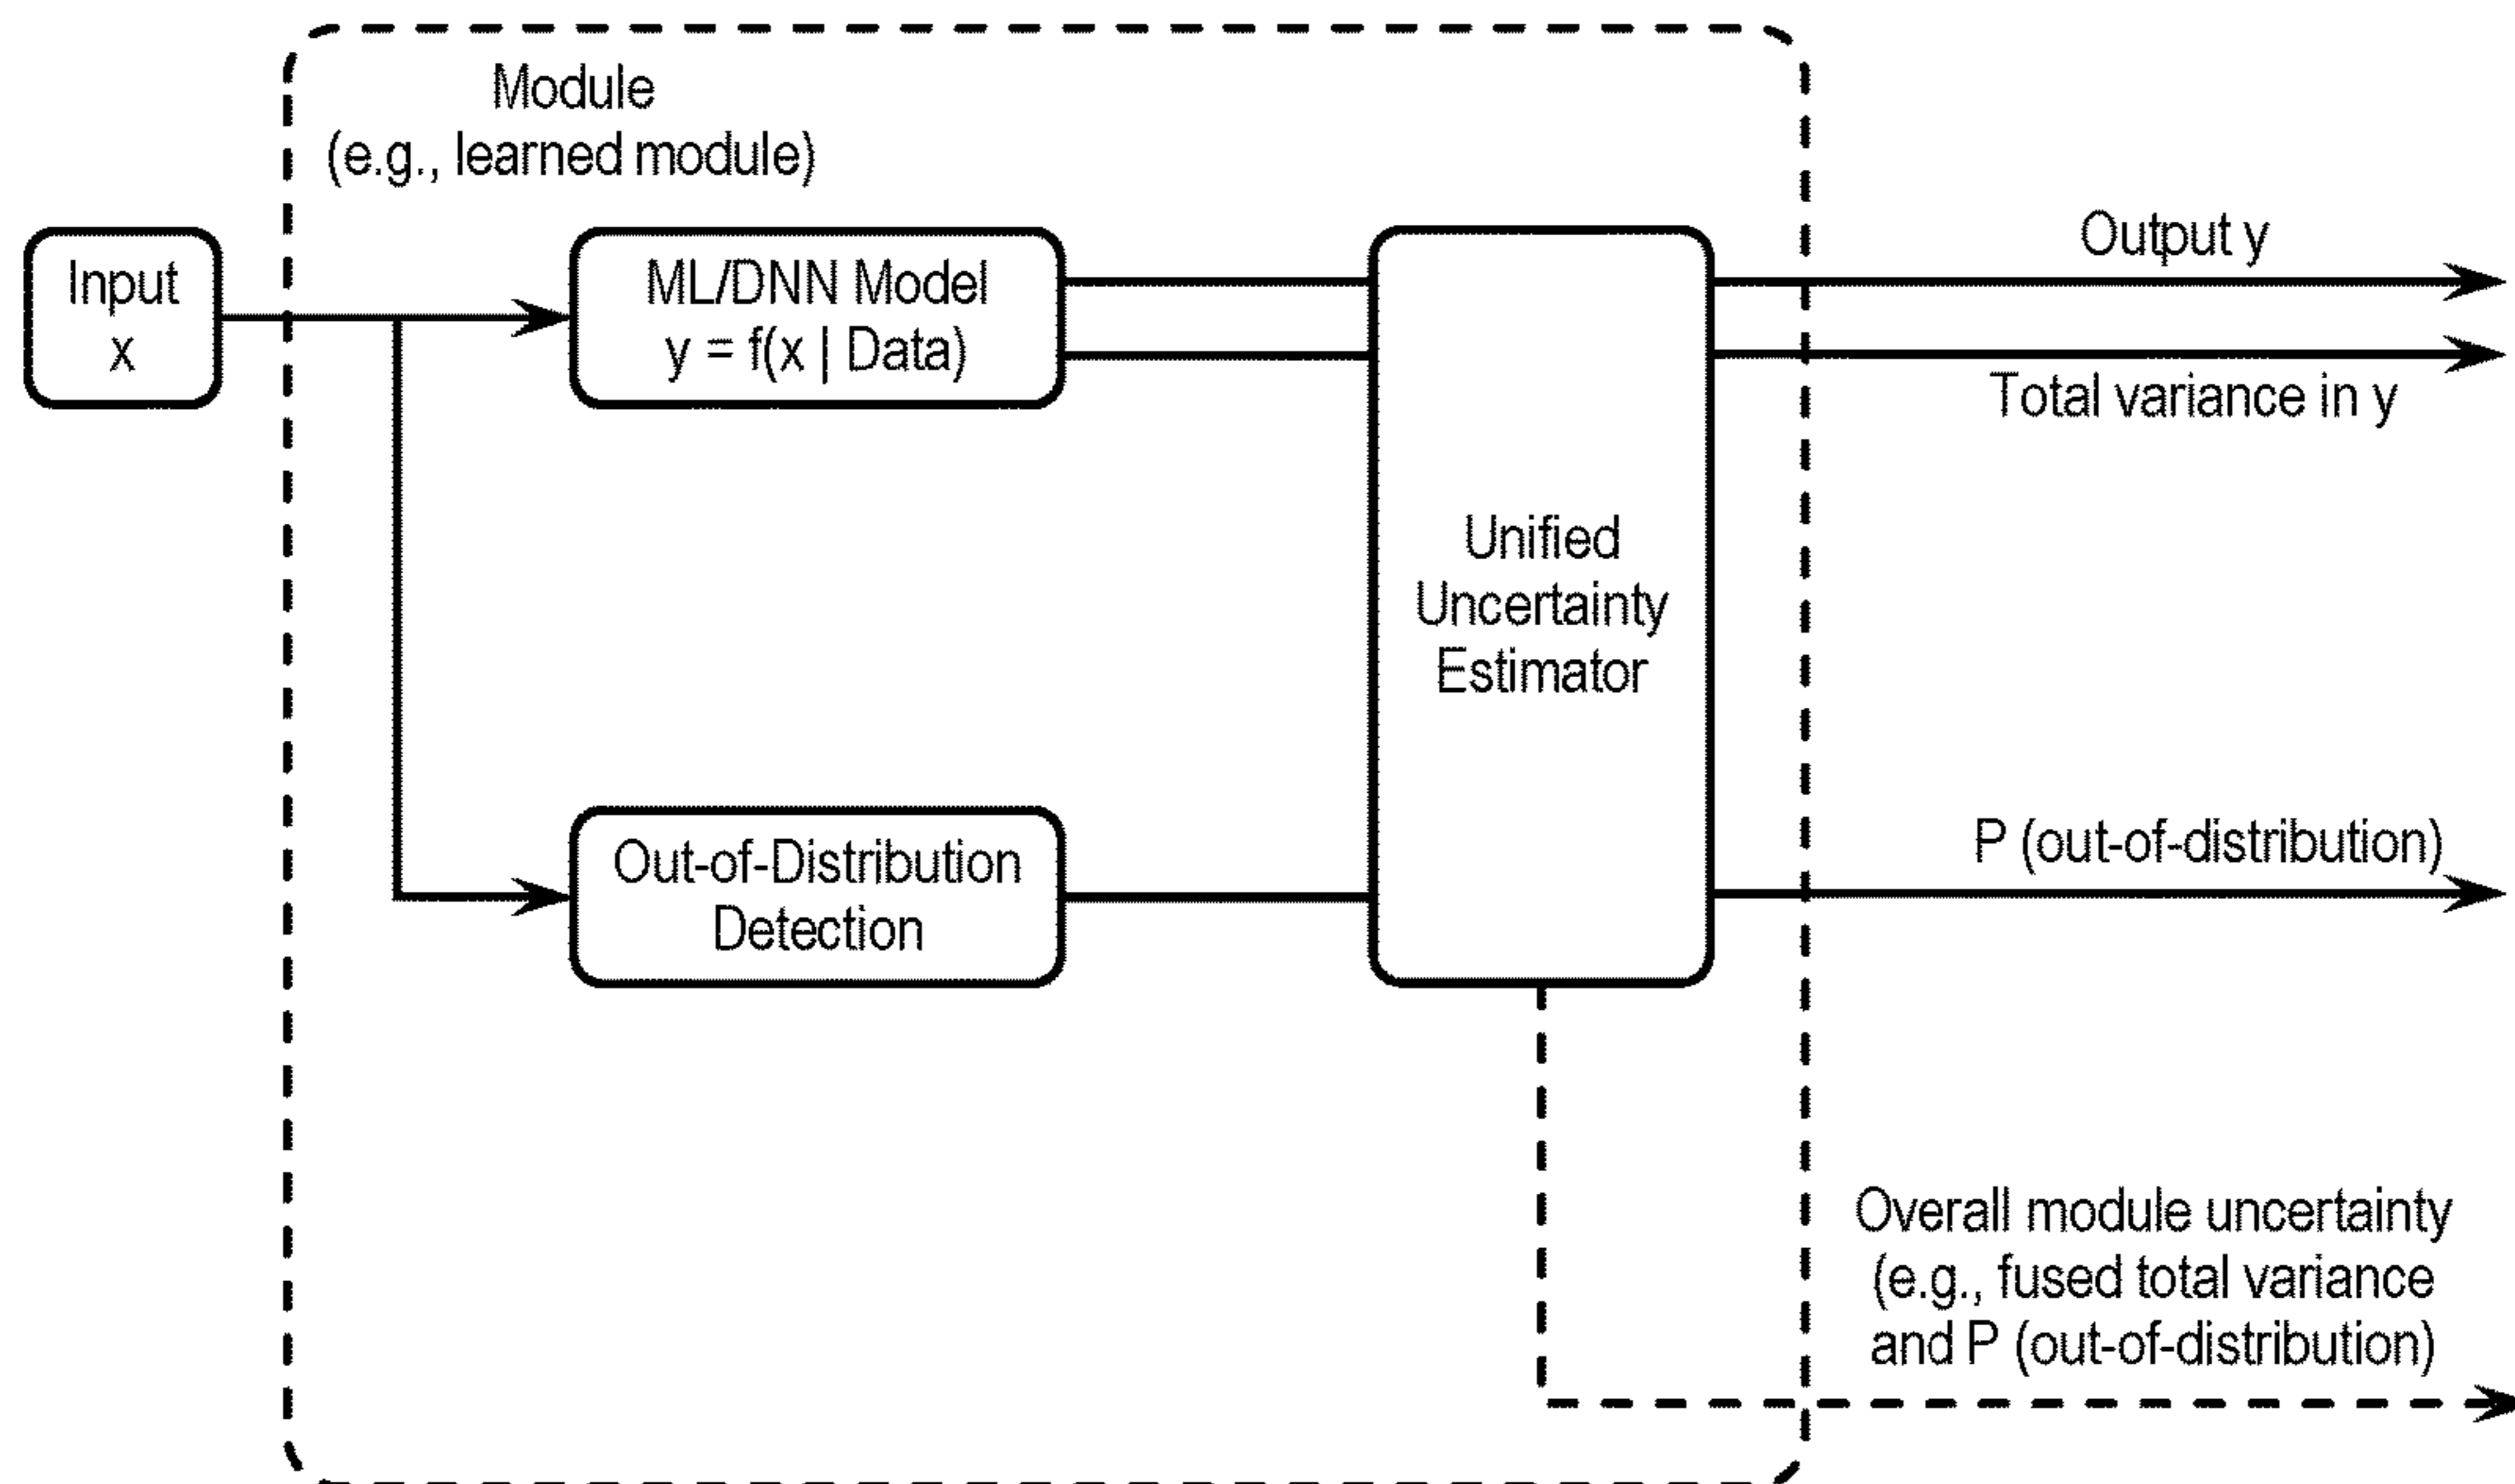 Module
(e.g., learned module)
Input
x
ML/DNN Model
y = f(x | Data)
Out-of-Distribution
Detection
Unified
Uncertainty
Estimator
Output y
Total variance in y
P (out-of-distribution)
Overall module uncertainty
(e.g., fused total variance
and P (out-of-distribution)